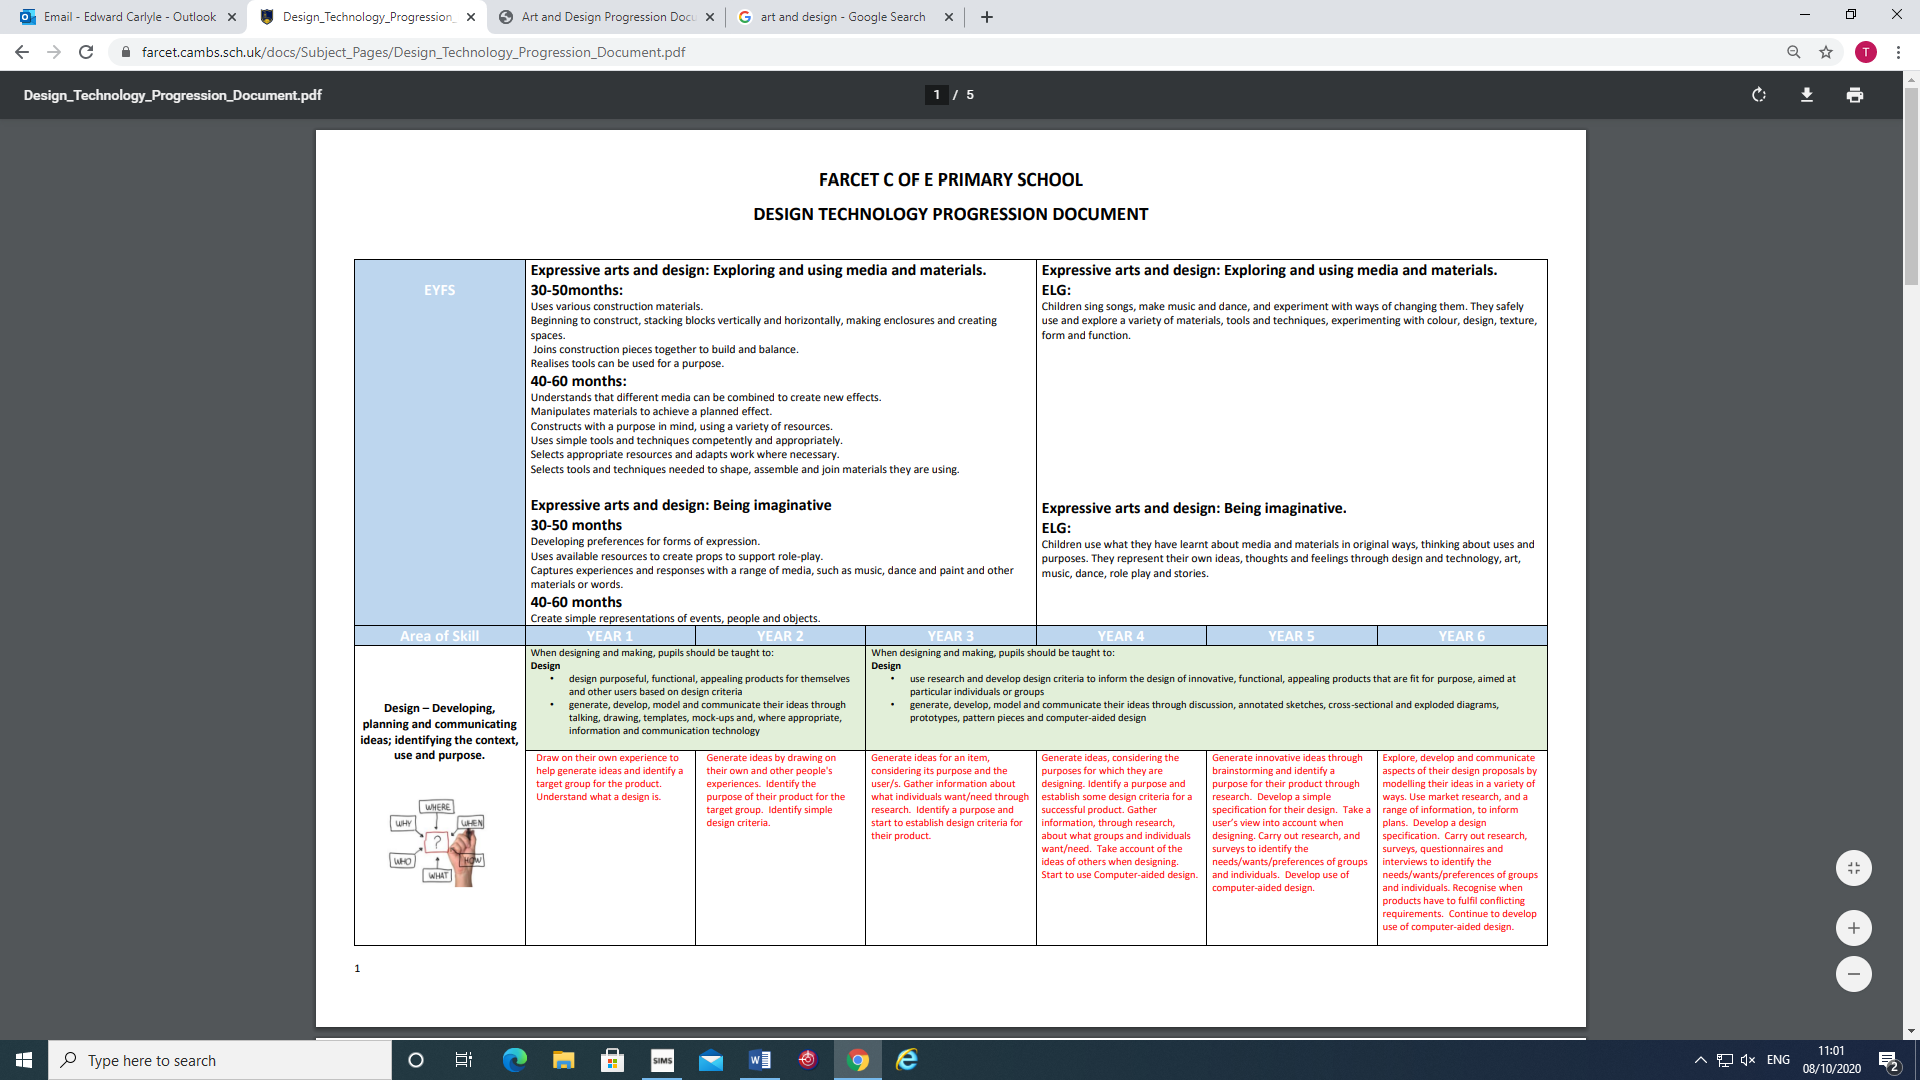 Email - Edward Carlyle - Outlook
Design_Technology_Progression_
Art and Design Progression Docu
art and design - Google Search
farcet.cambs.sch.uk/docs/Subject_Pages/Design_Technology_Progression_Document.pdf
T
Design_Technology_Progression_Document.pdf
1 / 5
FARCET C OF E PRIMARY SCHOOL
DESIGN TECHNOLOGY PROGRESSION DOCUMENT
EYFS
Expressive arts and design: Exploring and using media and materials.
30-50months:
Uses various construction materials.
Beginning to construct, stacking blocks vertically and horizontally, making enclosures and creating
spaces.
Joins construction pieces together to build and balance.
Realises tools can be used for a purpose.
40-60 months:
Understands that different media can be combined to create new effects.
Manipulates materials to achieve a planned effect.
Constructs with a purpose in mind, using a variety of resources.
Uses simple tools and techniques competently and appropriately.
Selects appropriate resources and adapts work where necessary.
Selects tools and techniques needed to shape, assemble and join materials they are using.
Expressive arts and design: Being imaginative
30-50 months
Developing preferences for forms of expression.
Uses available resources to create props to support role-play.
Captures experiences and responses with a range of media, such as music, dance and paint and other
materials or words.
40-60 months
Create simple representations of events, people and objects.
Expressive arts and design: Exploring and using media and materials.
ELG:
Children sing songs, make music and dance, and experiment with ways of changing them. They safely
use and explore a variety of materials, tools and techniques, experimenting with colour, design, texture,
form and function.
Expressive arts and design: Being imaginative.
ELG:
Children use what they have learnt about media and materials in original ways, thinking about uses and
purposes. They represent their own ideas, thoughts and feelings through design and technology, art,
music, dance, role play and stories.
Area of Skill YEAR 1 YEAR 2 YEAR 3 YEAR 4 YEAR 5 YEAR 6
Design – Developing,
planning and communicating
ideas; identifying the context,
use and purpose.
WHERE
WHY
WHEN
?
WHO
HOW
WHAT
When designing and making, pupils should be taught to:
Design
• design purposeful, functional, appealing products for themselves
and other users based on design criteria
• generate, develop, model and communicate their ideas through
talking, drawing, templates, mock-ups and, where appropriate,
information and communication technology
When designing and making, pupils should be taught to:
Design
• use research and develop design criteria to inform the design of innovative, functional, appealing products that are fit for purpose, aimed at
particular individuals or groups
• generate, develop, model and communicate their ideas through discussion, annotated sketches, cross-sectional and exploded diagrams,
prototypes, pattern pieces and computer-aided design
Draw on their own experience to
help generate ideas and identify a
target group for the product.
Understand what a design is.
Generate ideas by drawing on
their own and other people's
experiences. Identify the
purpose of their product for the
target group. Identify simple
design criteria.
Generate ideas for an item,
considering its purpose and the
user/s. Gather information about
what individuals want/need through
research. Identify a purpose and
start to establish design criteria for
their product.
Generate ideas, considering the
purposes for which they are
designing. Identify a purpose and
establish some design criteria for a
successful product. Gather
information, through research,
about what groups and individuals
want/need. Take account of the
ideas of others when designing.
Start to use Computer-aided design.
Generate innovative ideas through
brainstorming and identify a
purpose for their product through
research. Develop a simple
specification for their design. Take a
user's view into account when
designing. Carry out research, and
surveys to identify the
needs/wants/preferences of groups
and individuals. Develop use of
computer-aided design.
Explore, develop and communicate
aspects of their design proposals by
modelling their ideas in a variety of
ways. Use market research, and a
range of information, to inform
plans. Develop a design
specification. Carry out research,
surveys, questionnaires and
interviews to identify the
needs/wants/preferences of groups
and individuals. Recognise when
products have to fulfil conflicting
requirements. Continue to develop
use of computer-aided design.
1
Type here to search
SIMS
W
ENG
11:01
08/10/2020
2